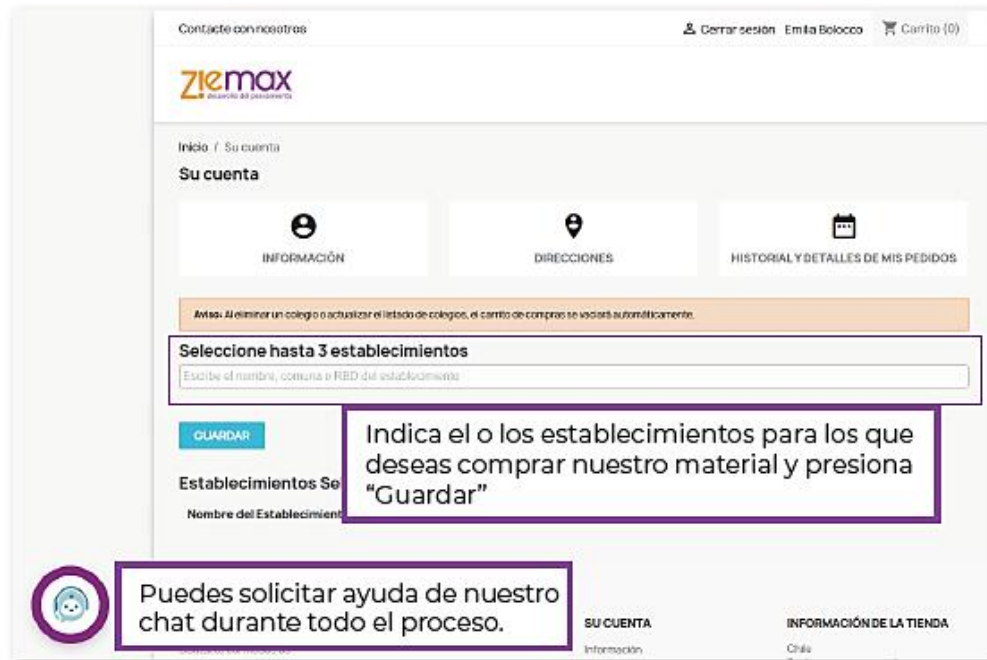 Contacte con nosotros
Cerrar sesión Emilia Bolocco Carrito (0)
ziemax
desarrollo del pensamiento
Inicio / Su cuenta
Su cuenta
INFORMACIÓN
DIRECCIONES
HISTORIAL Y DETALLES DE MIS PEDIDOS
Aviso: Al eliminar un colegio o actualizar el listado de colegios, el carrito de compras se vaciará automáticamente.
Seleccione hasta 3 establecimientos
Escribe el nombre, comuna o RBD del establecimiento
GUARDAR
Indica el o los establecimientos para los que
deseas comprar nuestro material y presiona
“Guardar”
Establecimientos Se
Nombre del Establecimient
Puedes solicitar ayuda de nuestro
chat durante todo el proceso.
SU CUENTA
INFORMACIÓN DE LA TIENDA
Información
Chile